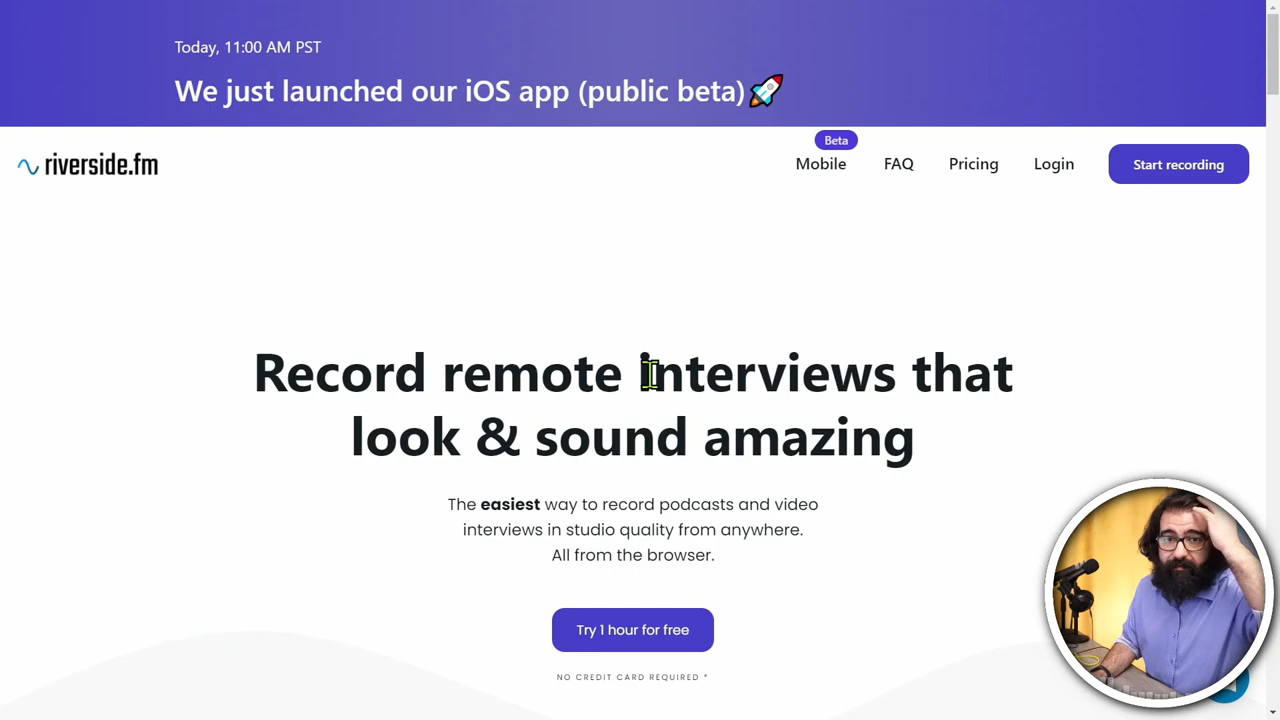 Today, 11:00 AM PST
We just launched our iOS app (public beta)🚀
riverside.fm
Beta
Mobile
FAQ
Pricing
Login
Start recording
Record remote interviews that
look & sound amazing
The easiest way to record podcasts and video
interviews in studio quality from anywhere.
All from the browser.
Try 1 hour for free
NO CREDIT CARD REQUIRED *